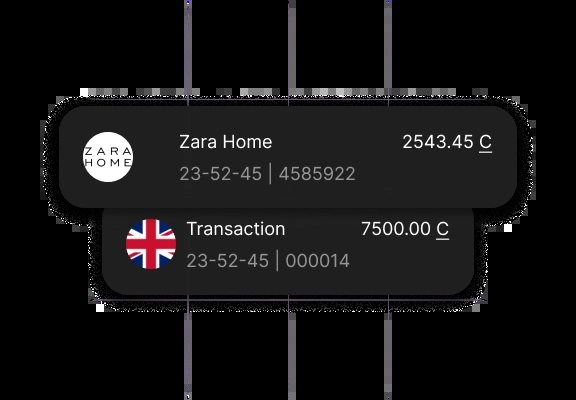 ZARA
HOME
Zara Home
2543.45 C
23-52-45 | 4585922
Transaction
7500.00 C
23-52-45 | 000014